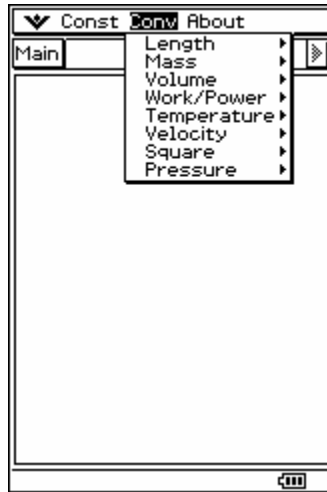 Const Conv About
Main
Length
Mass
Volume
Work/Power
Temperature
Velocity
Square
Pressure